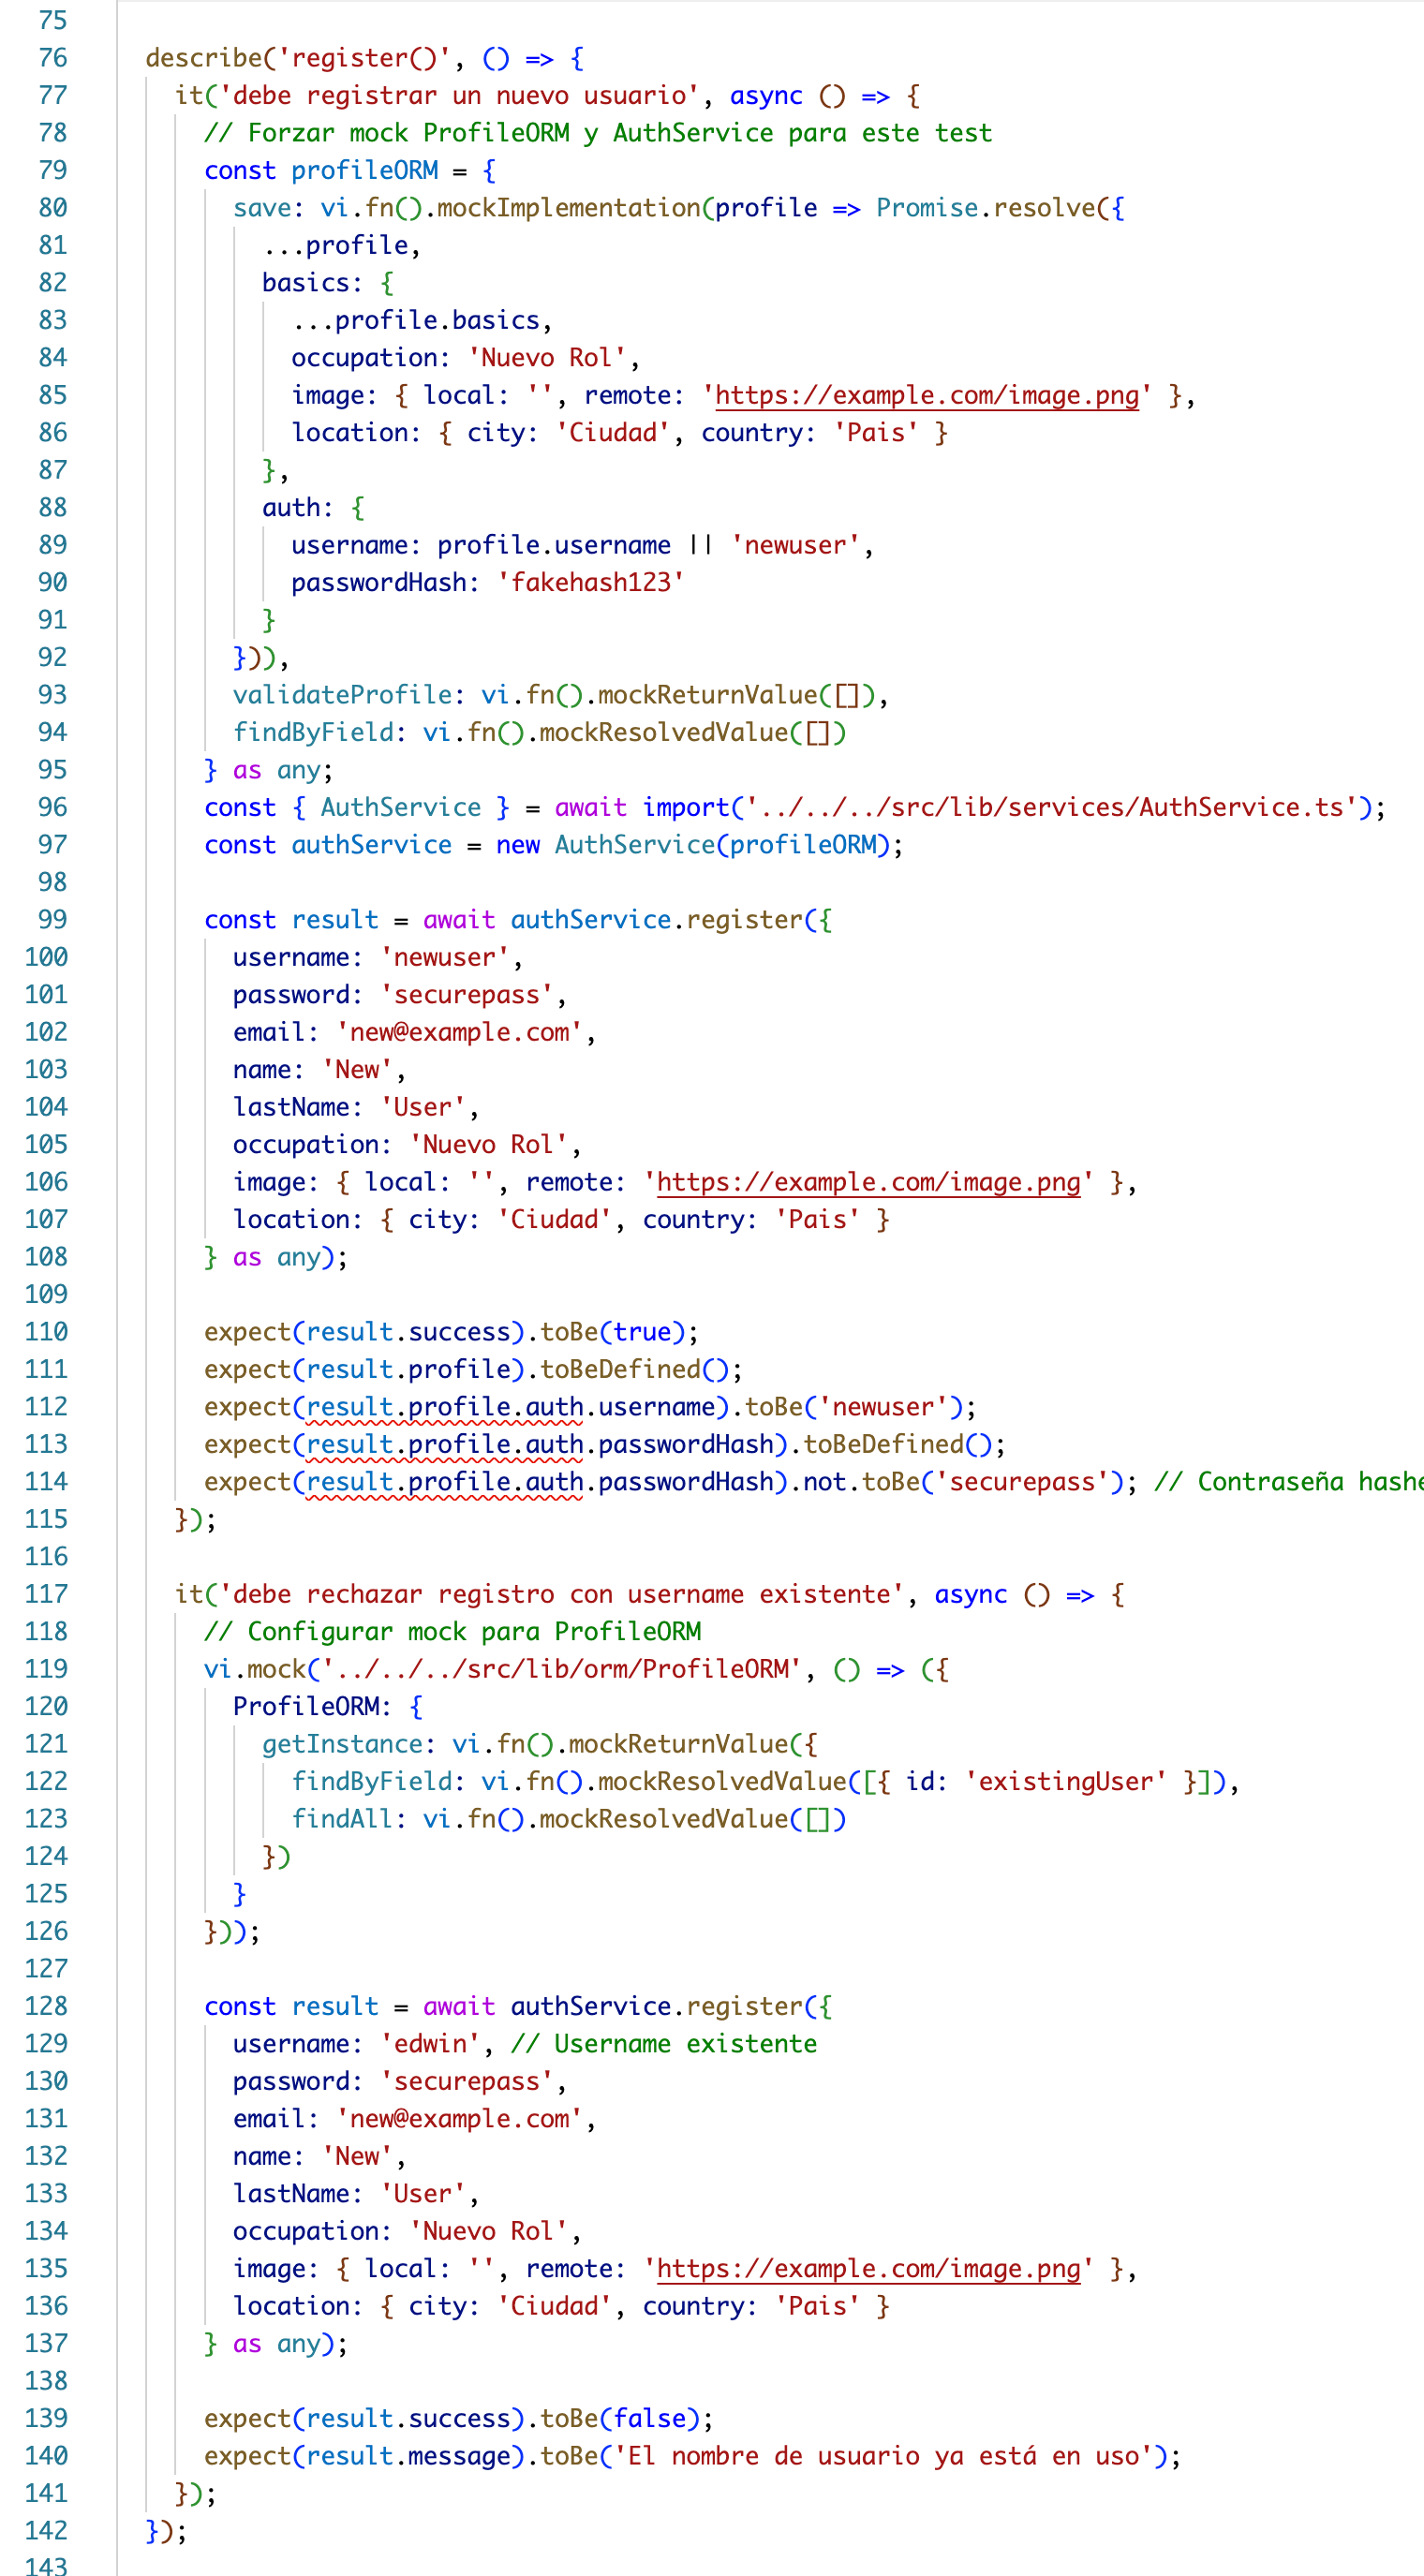 75
76 describe('register()', () => {
77 it('debe registrar un nuevo usuario', async () => {
78 // Forzar mock ProfileORM y AuthService para este test
79 const profileORM = {
80 save: vi.fn().mockImplementation(profile => Promise.resolve({
81 ...profile,
82 basics: {
83 ...profile.basics,
84 occupation: 'Nuevo Rol',
85 image: { local: '', remote: 'https://example.com/image.png' },
86 location: { city: 'Ciudad', country: 'Pais' }
87 },
88 auth: {
89 username: profile.username || 'newuser',
90 passwordHash: 'fakehash123'
91 }
92 })),
93 validateProfile: vi.fn().mockReturnValue([]),
94 findByField: vi.fn().mockResolvedValue([])
95 } as any;
96 const { AuthService } = await import('../../../src/lib/services/AuthService.ts');
97 const authService = new AuthService(profileORM);
98
99 const result = await authService.register({
100 username: 'newuser',
101 password: 'securepass',
102 email: 'new@example.com',
103 name: 'New',
104 lastName: 'User',
105 occupation: 'Nuevo Rol',
106 image: { local: '', remote: 'https://example.com/image.png' },
107 location: { city: 'Ciudad', country: 'Pais' }
108 } as any);
109
110 expect(result.success).toBe(true);
111 expect(result.profile).toBeDefined();
112 expect(result.profile.auth.username).toBe('newuser');
113 expect(result.profile.auth.passwordHash).toBeDefined();
114 expect(result.profile.auth.passwordHash).not.toBe('securepass'); // Contraseña hashe
115 });
116
117 it('debe rechazar registro con username existente', async () => {
118 // Configurar mock para ProfileORM
119 vi.mock('../../../src/lib/orm/ProfileORM', () => ({
120 ProfileORM: {
121 getInstance: vi.fn().mockReturnValue({
122 findByField: vi.fn().mockResolvedValue([{ id: 'existingUser' }]),
123 findAll: vi.fn().mockResolvedValue([])
124 })
125 }
126 }));
127
128 const result = await authService.register({
129 username: 'edwin', // Username existente
130 password: 'securepass',
131 email: 'new@example.com',
132 name: 'New',
133 lastName: 'User',
134 occupation: 'Nuevo Rol',
135 image: { local: '', remote: 'https://example.com/image.png' },
136 location: { city: 'Ciudad', country: 'Pais' }
137 } as any);
138
139 expect(result.success).toBe(false);
140 expect(result.message).toBe('El nombre de usuario ya está en uso');
141 });
142 });
143